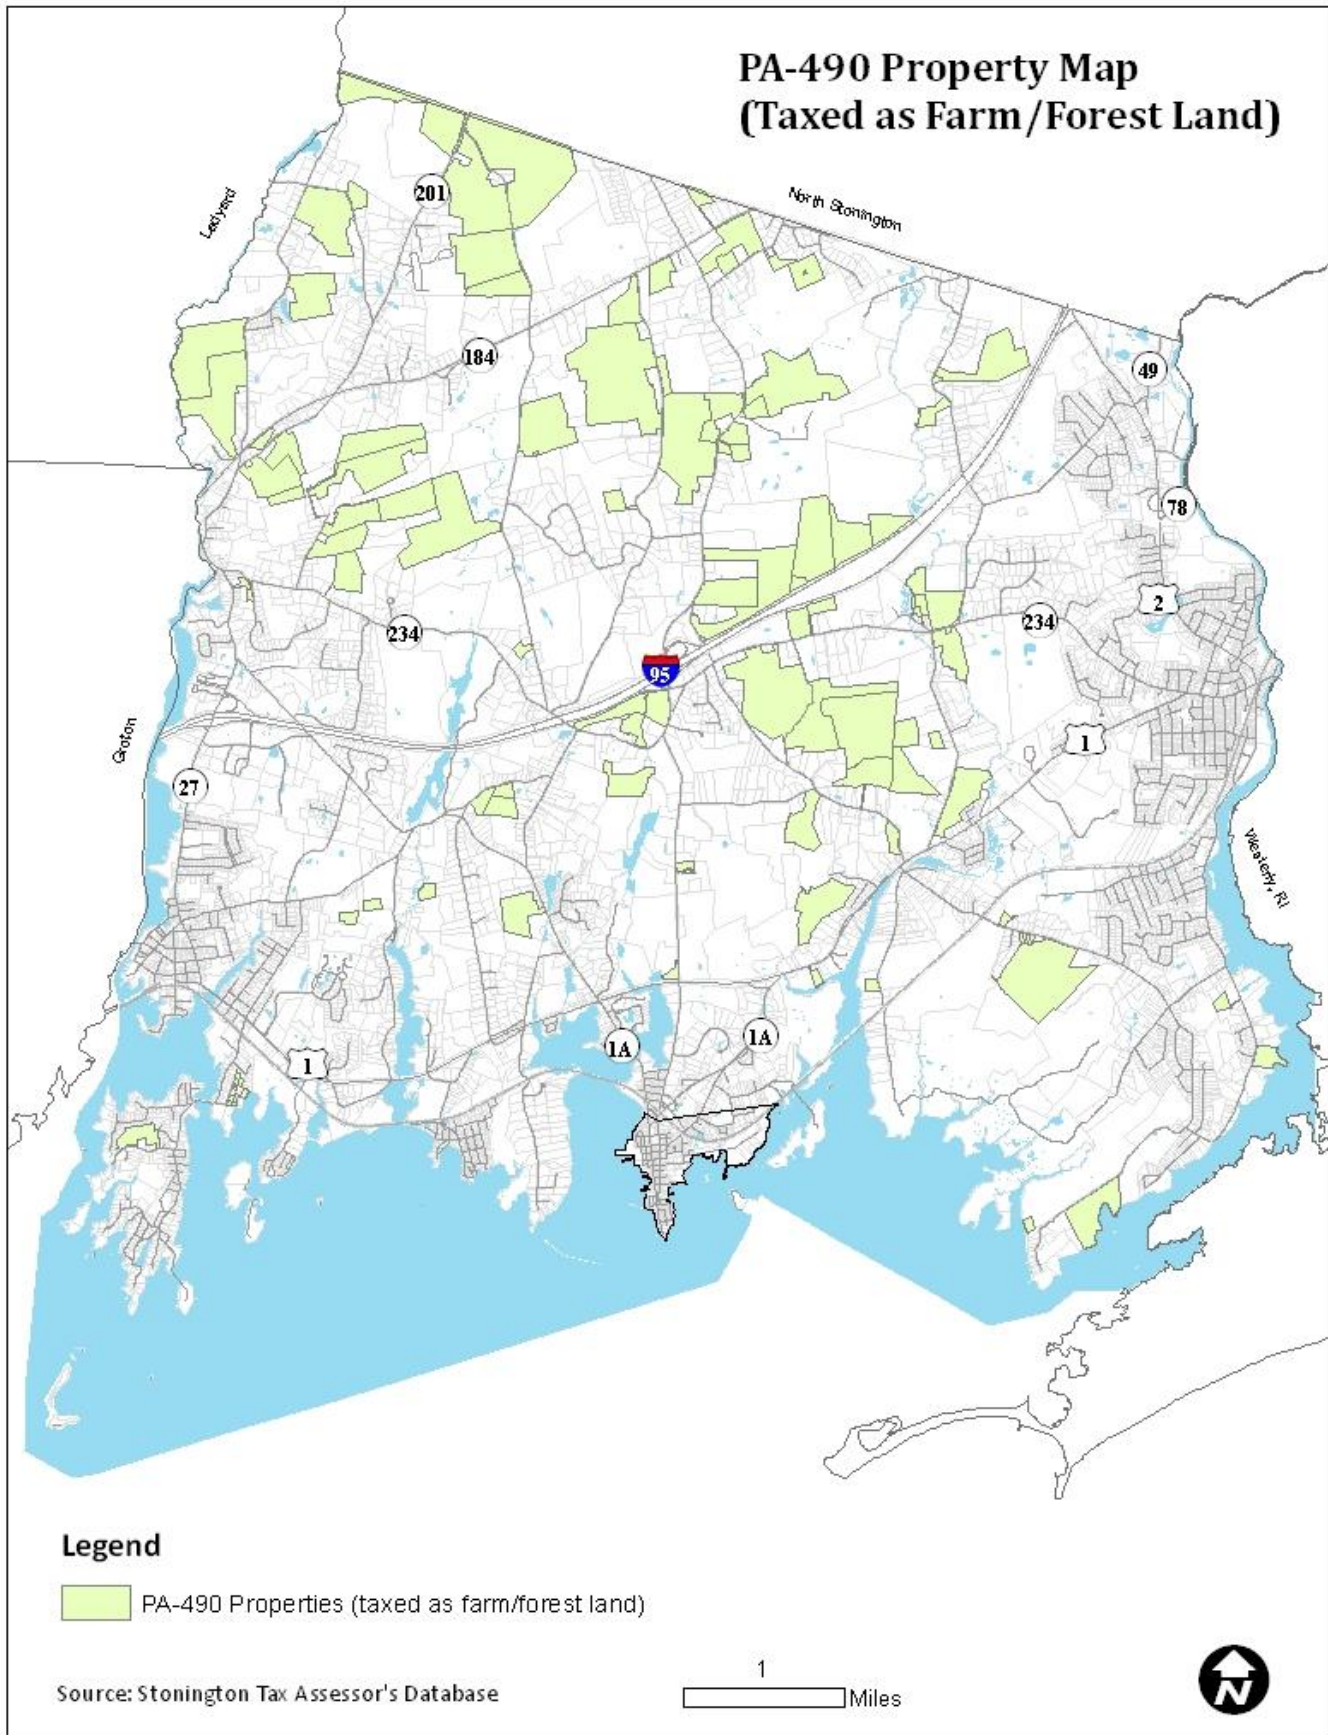 PA-490 Property Map
(Taxed as Farm/Forest Land)
Ledyard
201
North Stonington
184
49
78
2
234
234
95
1
Groton
27
Westerly, RI
1A
1A
1
Legend
PA-490 Properties (taxed as farm/forest land)
Source: Stonington Tax Assessor's Database
1
Miles
N